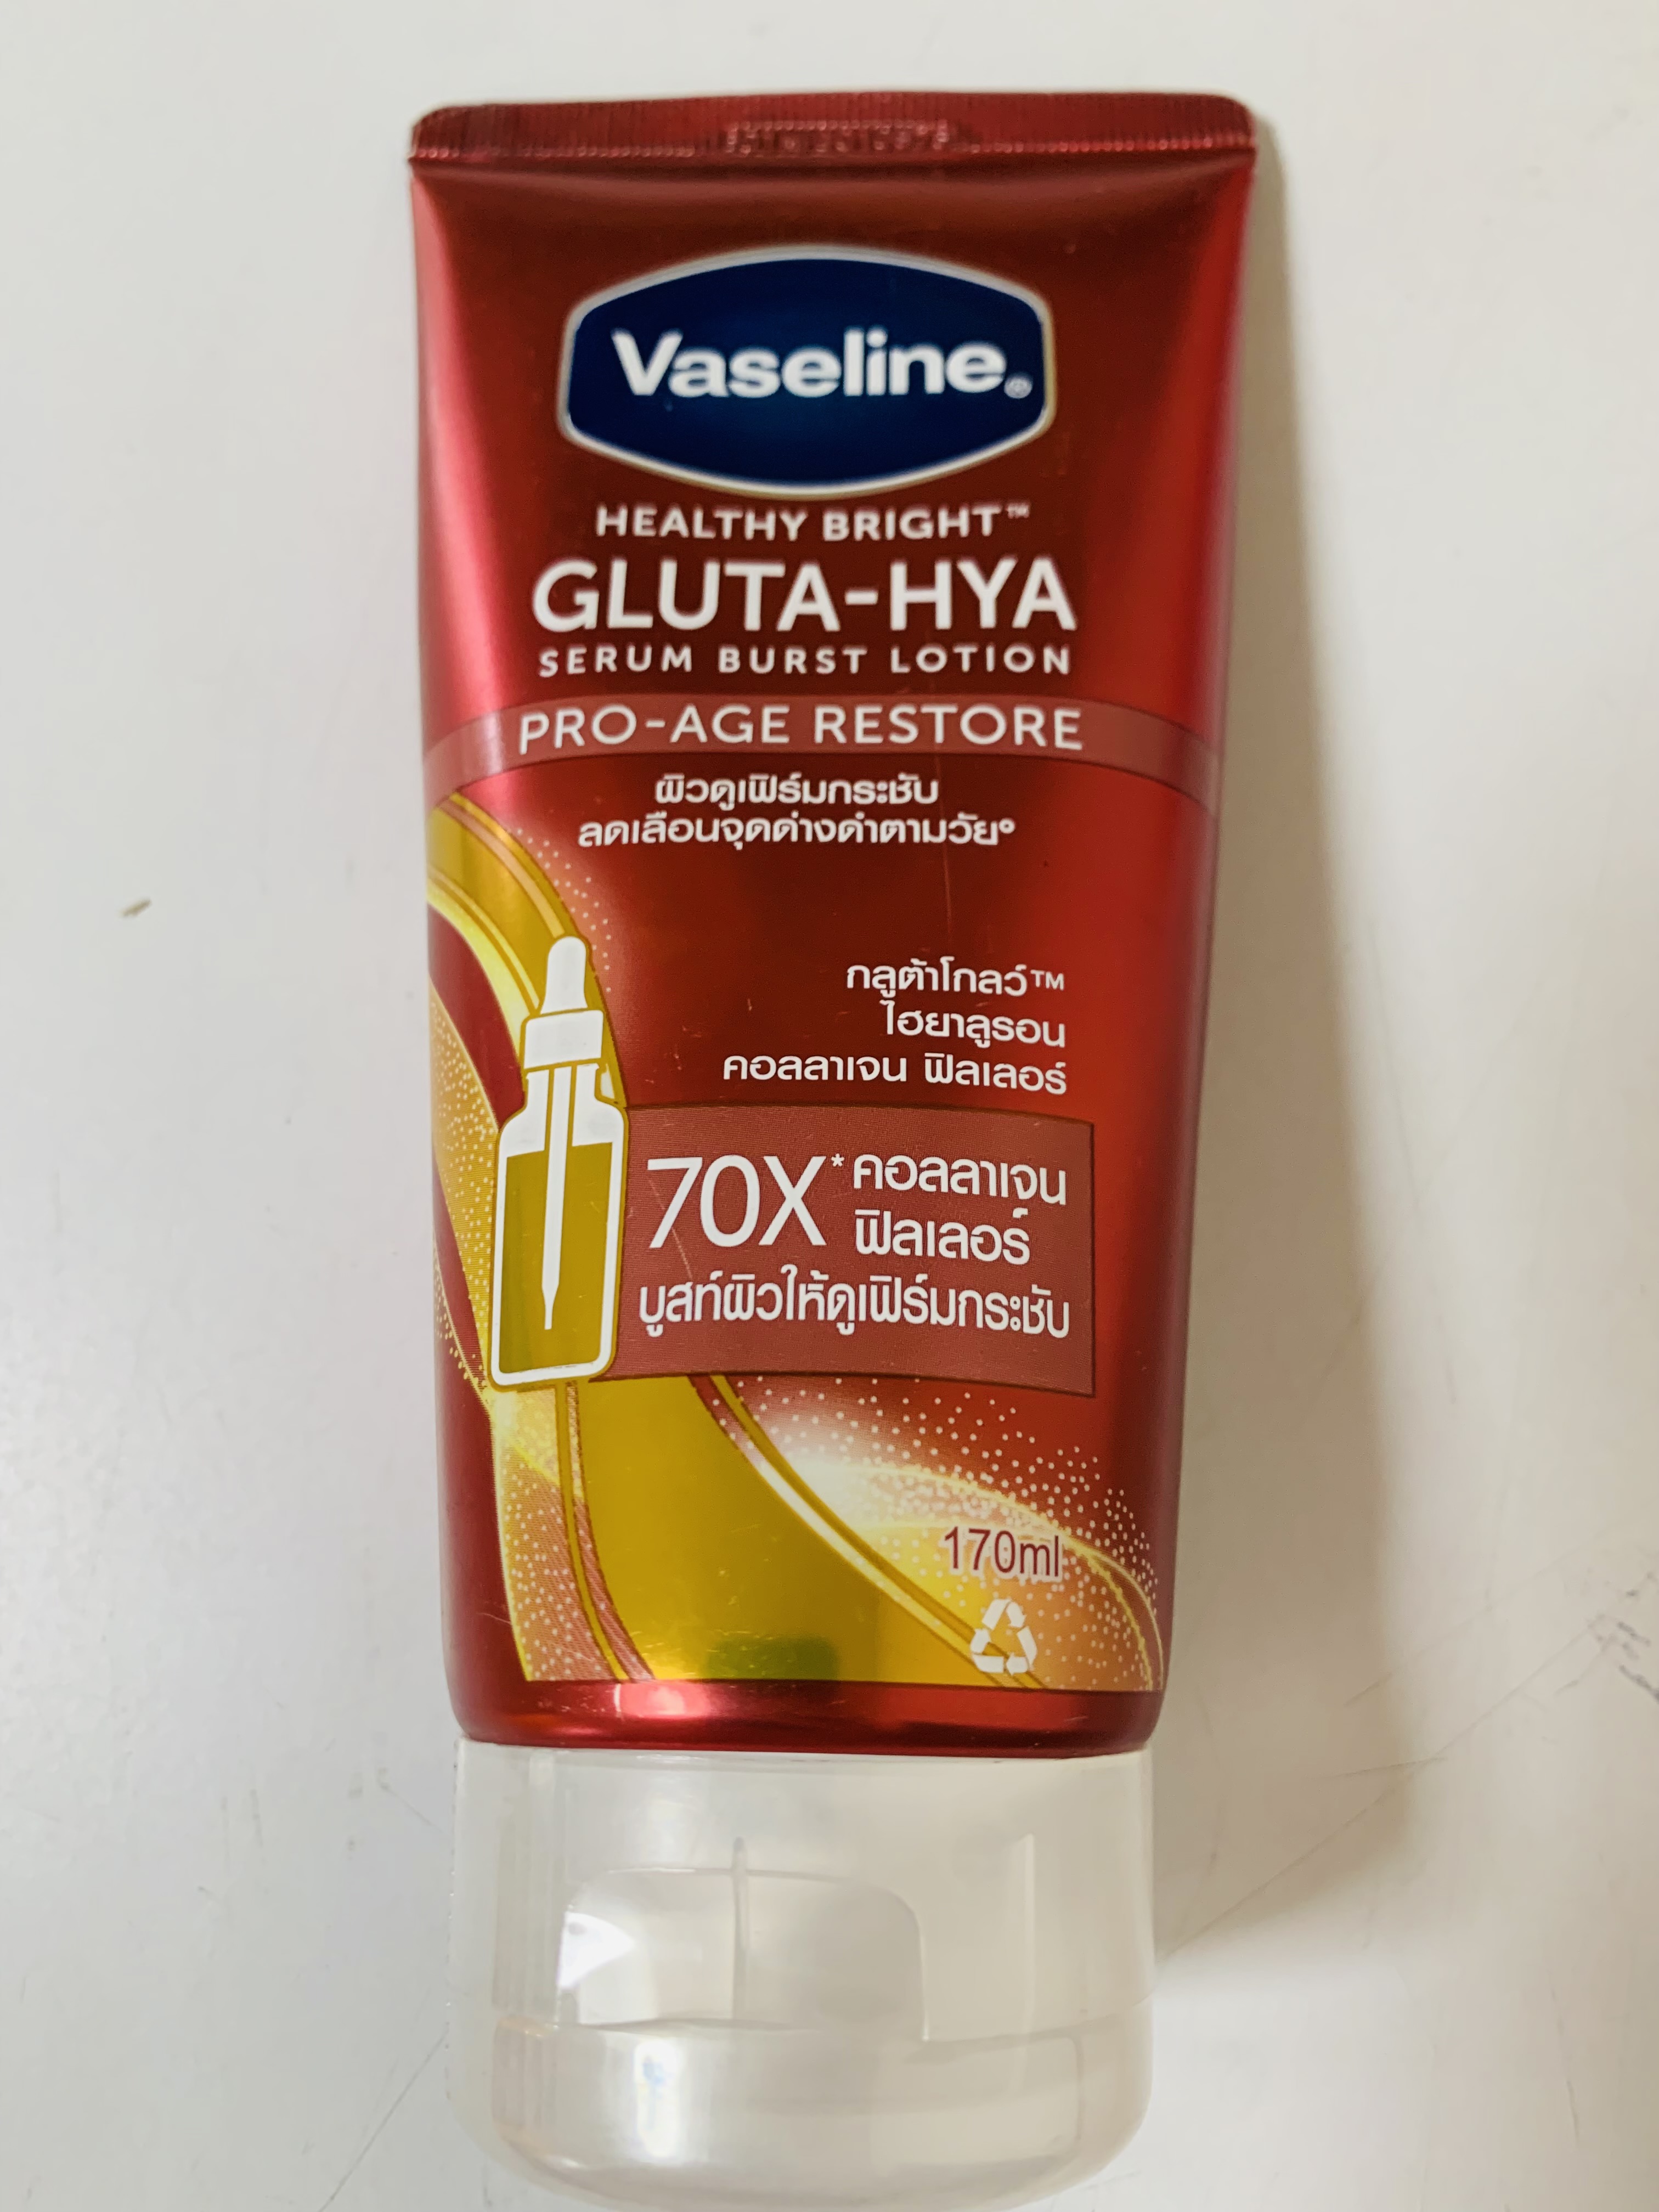 Vaseline®
HEALTHY BRIGHT™
GLUTA-HYA
SERUM BURST LOTION
PRO-AGE RESTORE
ผิวดูเฟิร์มกระชับ
ลดเลือนจุดด่างดำตามวัย°
กลูต้าโกลว์™
ไฮยาลูรอน
คอลลาเจน ฟิลเลอร์
70X* คอลลาเจน
ฟิลเลอร์
บูสท์ผิวให้ดูเฟิร์มกระชับ
170ml